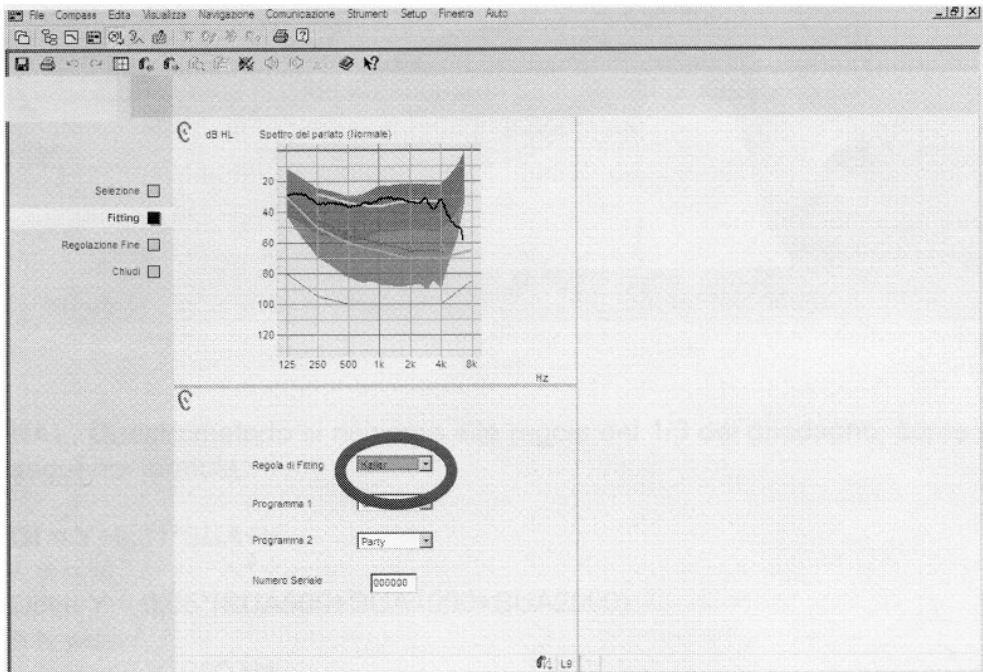 File Compass Edita Visualizza Navigazione Comunicazione Strumenti Setup Finestra Aiuto
dB HL Spettro del parlato (Normale)
20
40
60
80
100
120
125 250 500 1k 2k 4k 8k
Hz
Selezione
Fitting
Regolazione Fine
Chiudi
Regola di Fitting Keller
Programma 1
Programma 2 Party
Numero Seriale 000000
L9